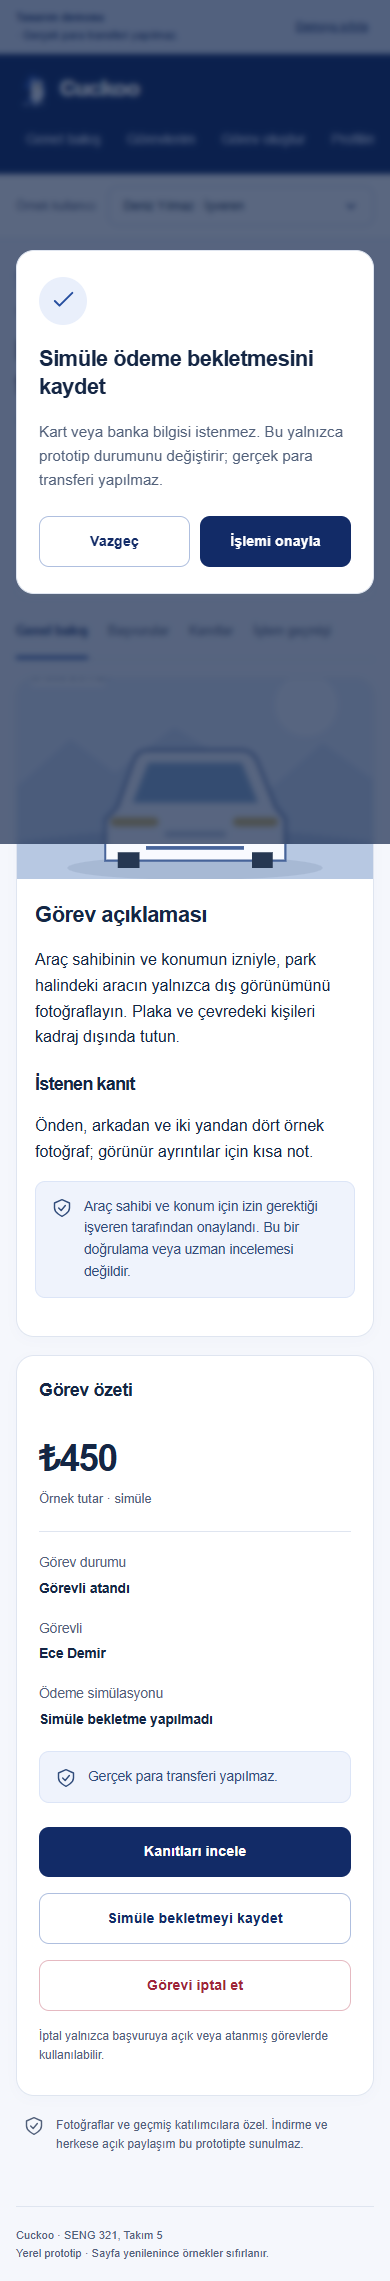 Cuckoo
Simüle ödeme bekletmesini
kaydet
Kart veya banka bilgisi istenmez. Bu yalnızca
prototip durumunu değiştirir; gerçek para
transferi yapılmaz.
Vazgeç
İşlemi onayla
Genel bakış Başvurular Kanıtlar İşlem geçmişi
Görev açıklaması
Araç sahibinin ve konumun izniyle, park
halindeki aracın yalnızca dış görünümünü
fotoğraflayın. Plaka ve çevredeki kişileri
kadraj dışında tutun.
İstenen kanıt
Önden, arkadan ve iki yandan dört örnek
fotoğraf; görünür ayrıntılar için kısa not.
Araç sahibi ve konum için izin gerektiği
işveren tarafından onaylandı. Bu bir
doğrulama veya uzman incelemesi
değildir.
Görev özeti
₺450
Örnek tutar · simüle
Görev durumu
Görevli atandı
Görevli
Ece Demir
Ödeme simülasyonu
Simüle bekletme yapılmadı
Gerçek para transferi yapılmaz.
Kanıtları incele
Simüle bekletmeyi kaydet
Görevi iptal et
İptal yalnızca başvuruya açık veya atanmış görevlerde
kullanılabilir.
Fotoğraflar ve geçmiş katılımcılara özel. İndirme ve
herkese açık paylaşım bu prototipte sunulmaz.
Cuckoo · SENG 321, Takım 5
Yerel prototip · Sayfa yenilenince örnekler sıfırlanır.